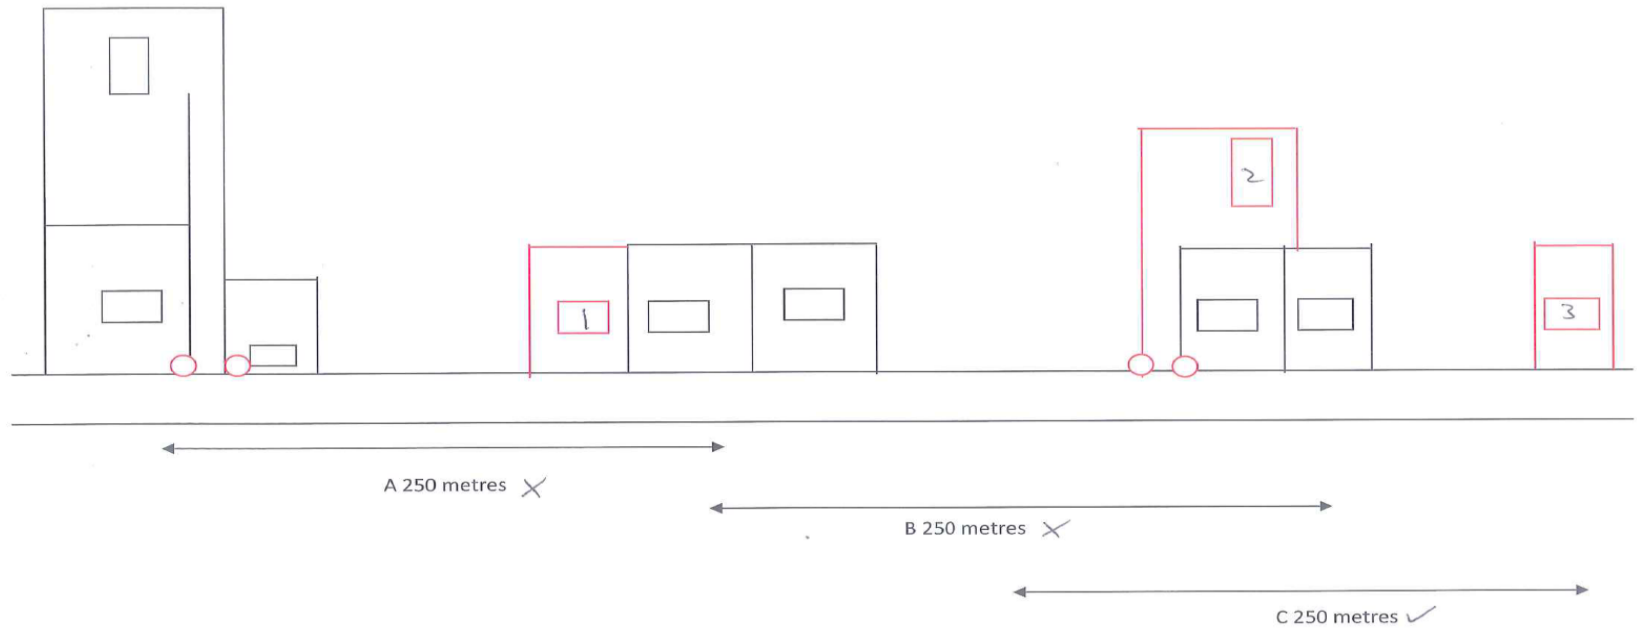 2
1
3
A 250 metres ✗
B 250 metres ✗
C 250 metres ✓